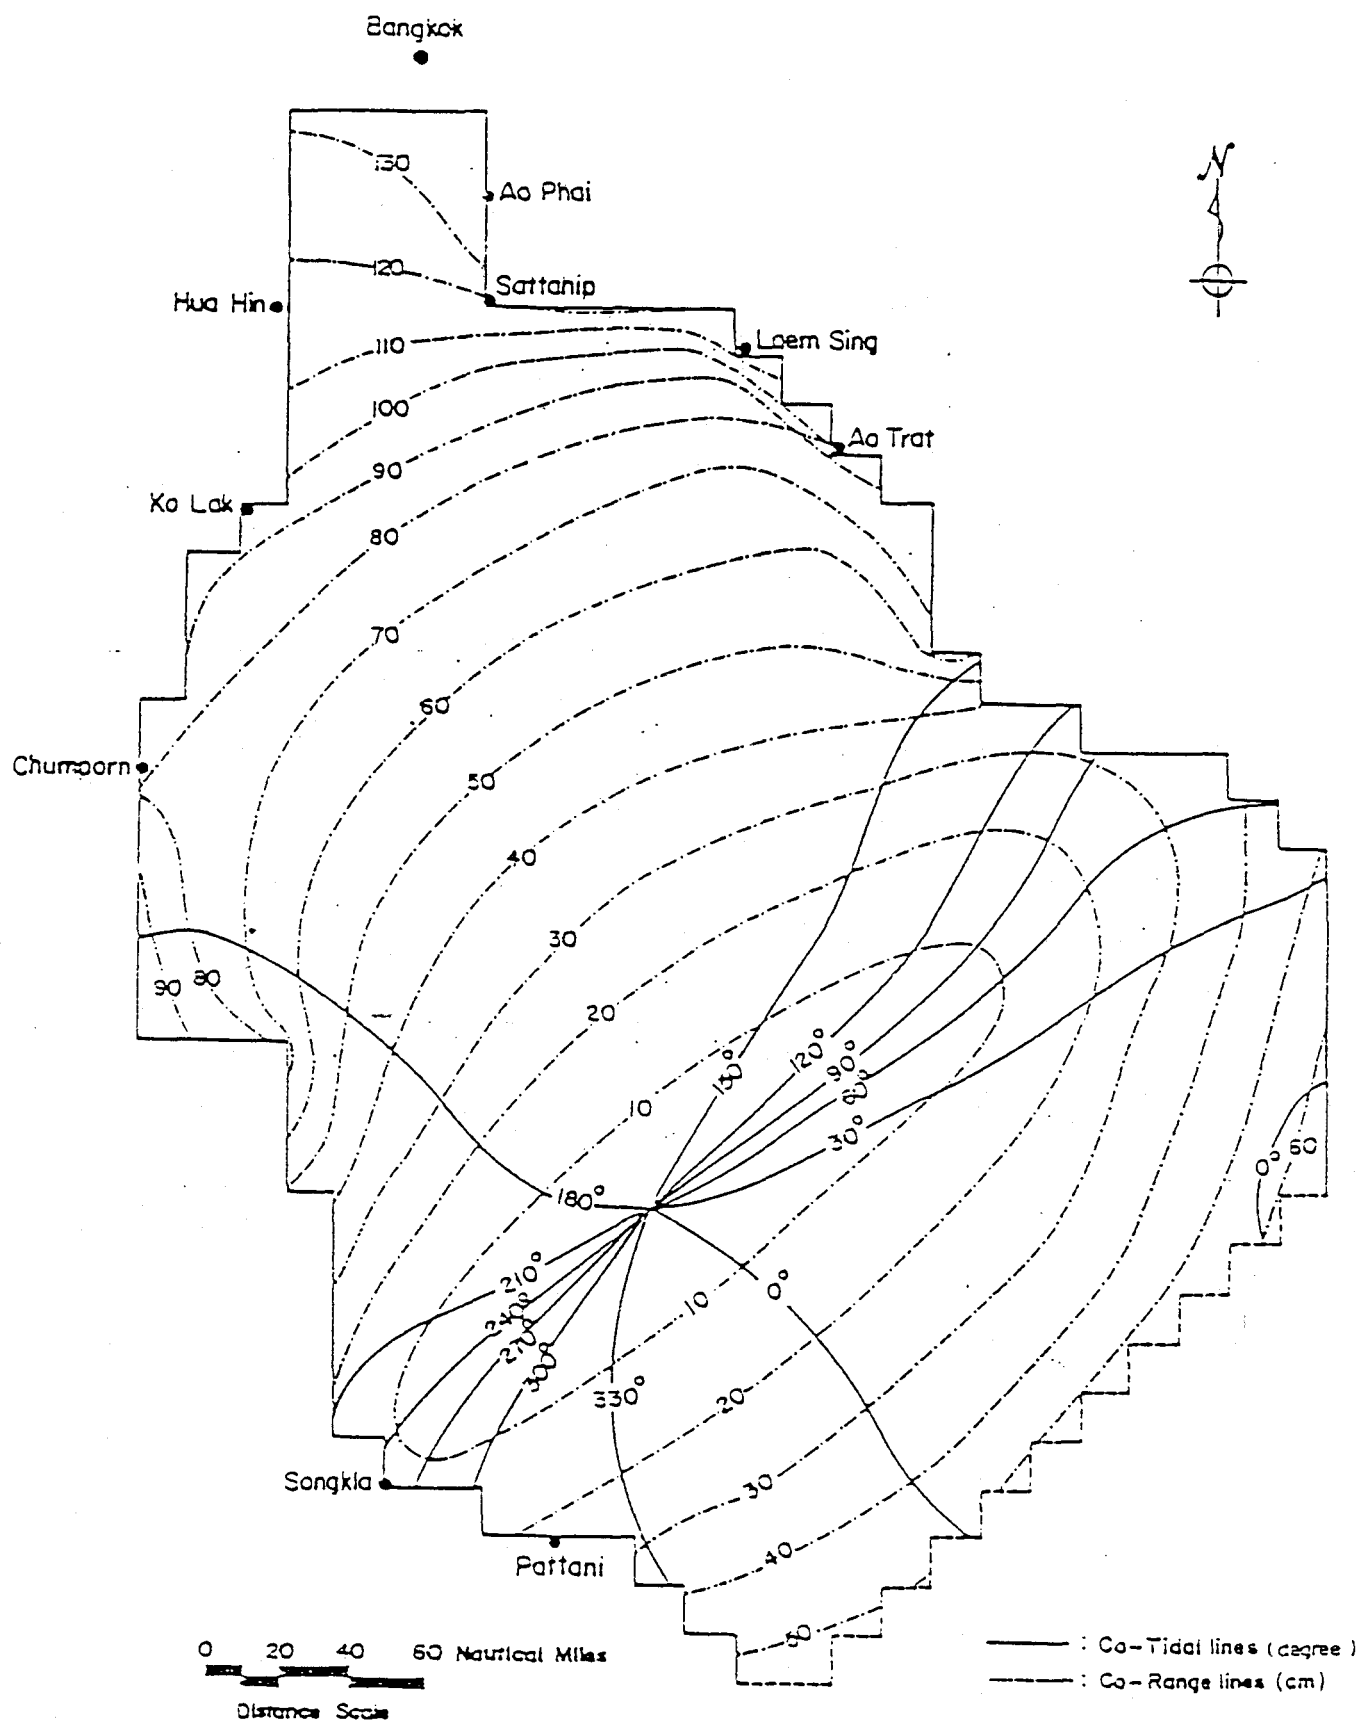 Bangkok
N
130
Ao Phai
120
Sattahip
Hua Hin
110
Laem Sing
100
Ao Trat
90
Ko Lak
80
70
60
Chumporn
50
40
30
90
80
20
150°
120°
90°
60°
10
30°
0°
60
180°
210°
240°
270°
300°
330°
10
0°
20
Songkla
30
40
Pattani
50
0 20 40 60 Nautical Miles
Distance Scale
: Co-Tidal lines (degree)
: Co-Range lines (cm)